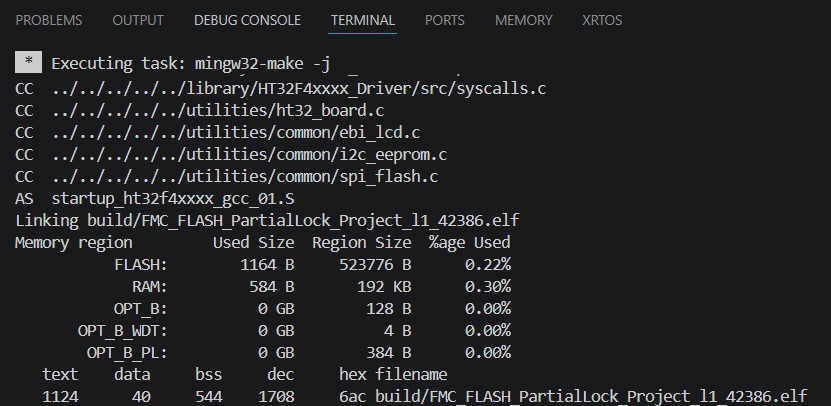 PROBLEMS OUTPUT DEBUG CONSOLE TERMINAL PORTS MEMORY XRTOS
* Executing task: mingw32-make -j
CC ../../../../../library/HT32F4xxxx_Driver/src/syscalls.c
CC ../../../../../utilities/ht32_board.c
CC ../../../../../utilities/common/ebi_lcd.c
CC ../../../../../utilities/common/i2c_eeprom.c
CC ../../../../../utilities/common/spi_flash.c
AS startup_ht32f4xxxx_gcc_01.S
Linking build/FMC_FLASH_PartialLock_Project_l1_42386.elf
Memory region Used Size Region Size %age Used
FLASH: 1164 B 523776 B 0.22%
RAM: 584 B 192 KB 0.30%
OPT_B: 0 GB 128 B 0.00%
OPT_B_WDT: 0 GB 4 B 0.00%
OPT_B_PL: 0 GB 384 B 0.00%
text data bss dec hex filename
1124 40 544 1708 6ac build/FMC_FLASH_PartialLock_Project_l1_42386.elf